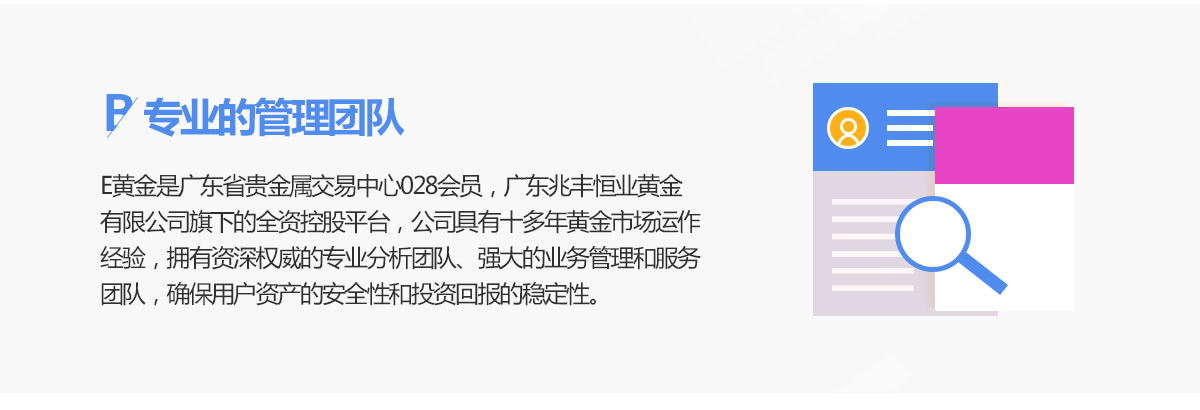 专业的管理团队
E黄金是广东省贵金属交易中心028会员，广东兆丰恒业黄金
有限公司旗下的全资控股平台，公司具有十多年黄金市场运作
经验，拥有资深权威的专业分析团队、强大的业务管理和服务
团队，确保用户资产的安全性和投资回报的稳定性。